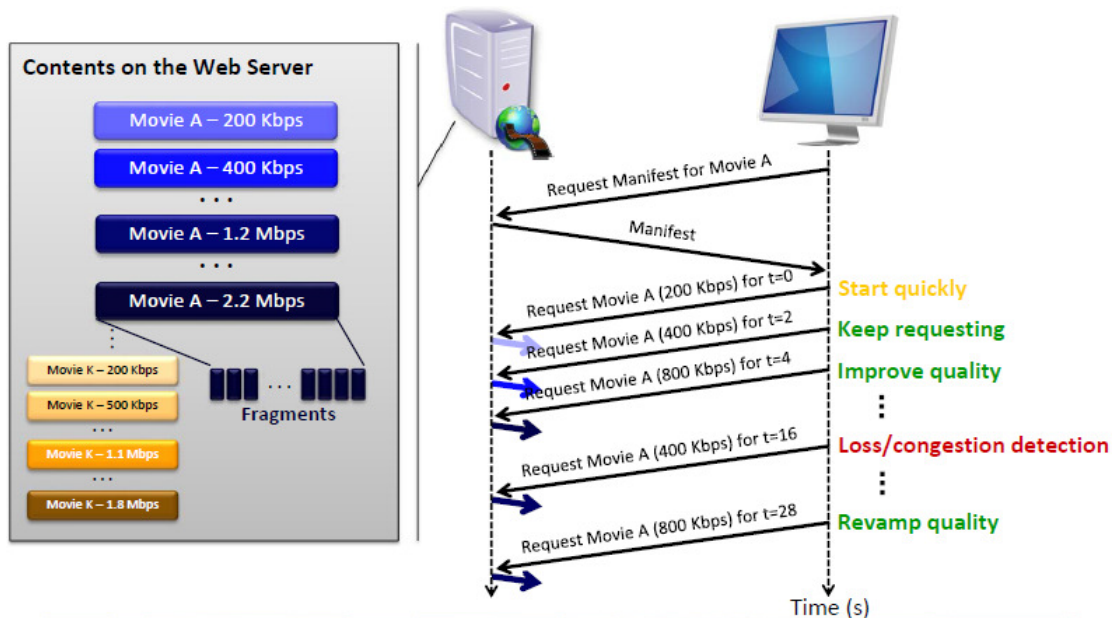 Contents on the Web Server
Movie A – 200 Kbps
Movie A – 400 Kbps
...
Movie A – 1.2 Mbps
...
Movie A – 2.2 Mbps
...
Movie K – 200 Kbps
Movie K – 500 Kbps
...
Movie K – 1.1 Mbps
...
Movie K – 1.8 Mbps
...
Fragments
Request Manifest for Movie A
Manifest
Request Movie A (200 Kbps) for t=0
Start quickly
Request Movie A (400 Kbps) for t=2
Keep requesting
Request Movie A (800 Kbps) for t=4
Improve quality
...
Request Movie A (400 Kbps) for t=16
Loss/congestion detection
...
Request Movie A (800 Kbps) for t=28
Revamp quality
Time (s)